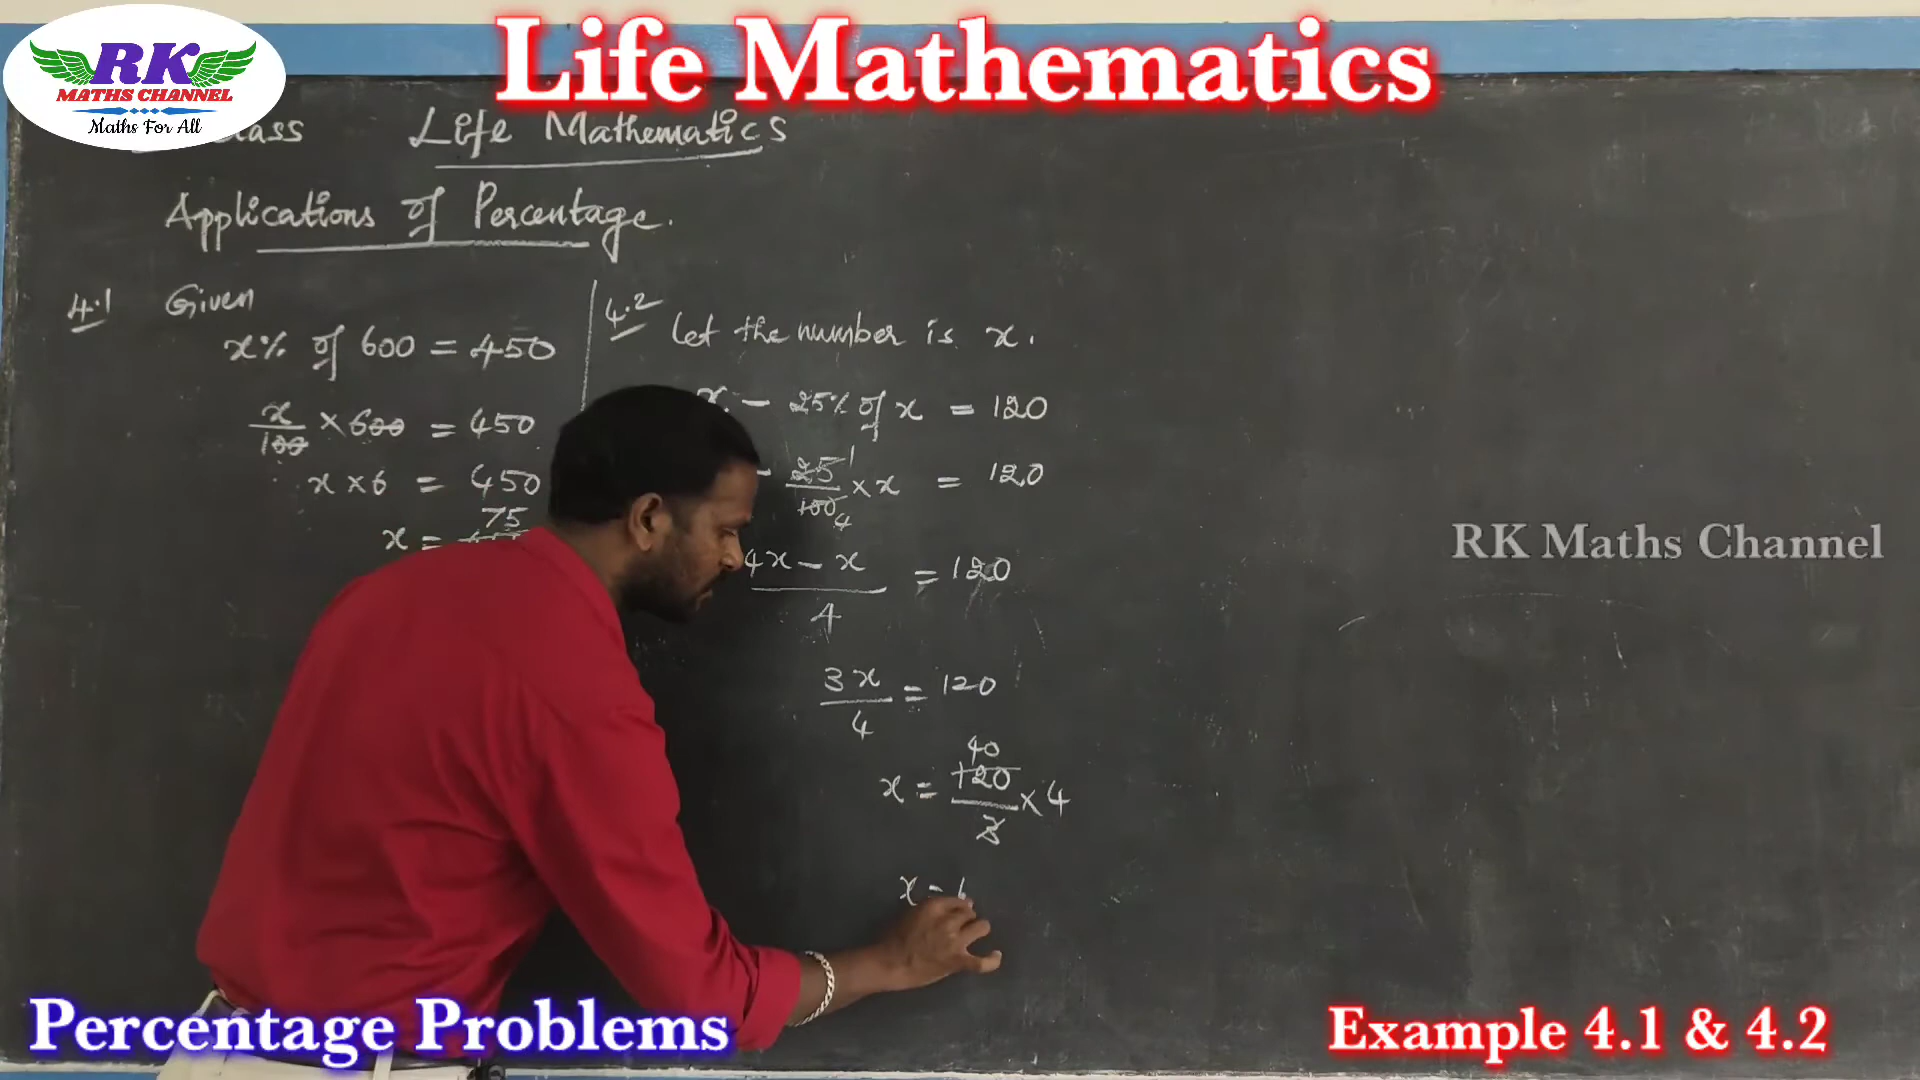 Life Mathematics
RK
MATHS CHANNEL
Maths For All
Life Mathematics
Applications of Percentage.
4.1 Given
x% of 600 = 450
x/100 × 600 = 450
x × 6 = 450
75
x =
4.2 Let the number is x.
x - 25% of x = 120
- 25/100 × x = 120
1
4
4x - x / 4 = 120
3x/4 = 120
40
x = 120/3 × 4
x =
RK Maths Channel
Percentage Problems
Example 4.1 & 4.2